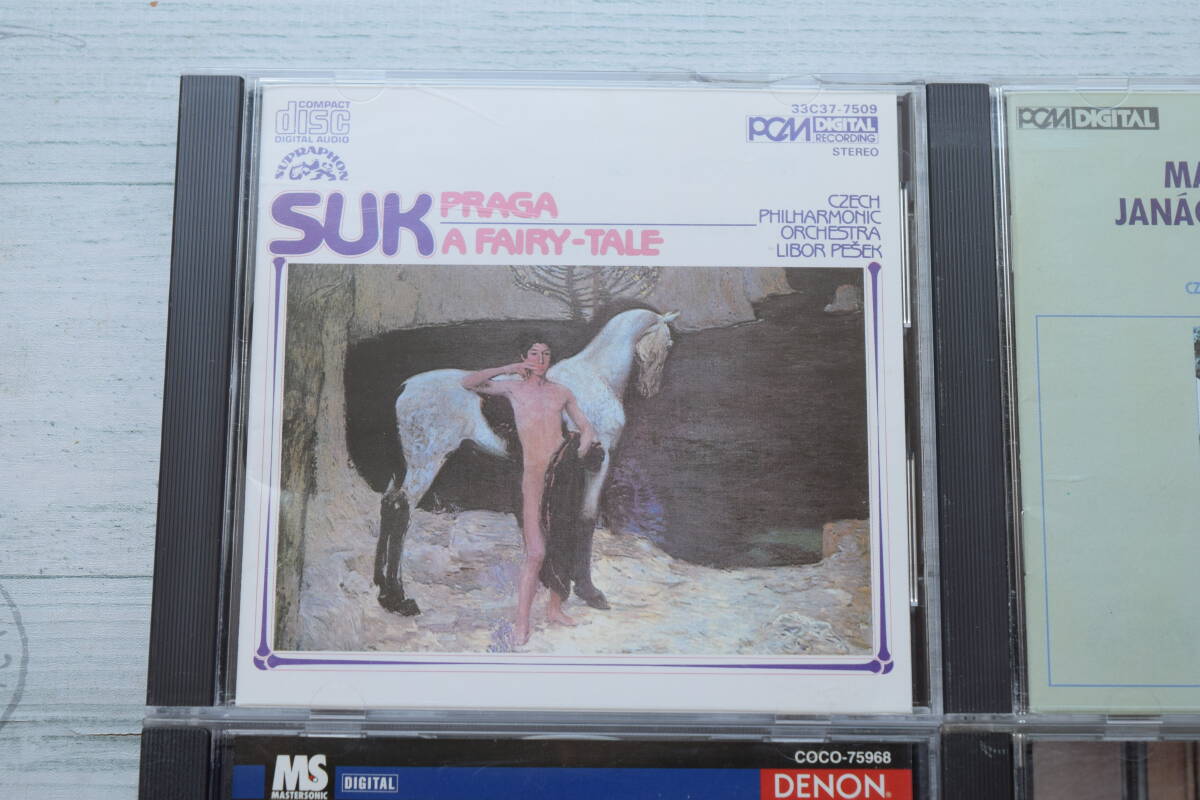 COMPACT
disc
DIGITAL AUDIO
SUPRAPHON
33C37-7509
PCM DIGITAL
RECORDING
STEREO
SUK
PRAGA
A FAIRY-TALE
CZECH
PHILHARMONIC
ORCHESTRA
LIBOR PEŠEK
PCM DIGITAL
MA
JANÁČ
CZ
MS
MASTERSONIC
DIGITAL
COCO-75968
DENON